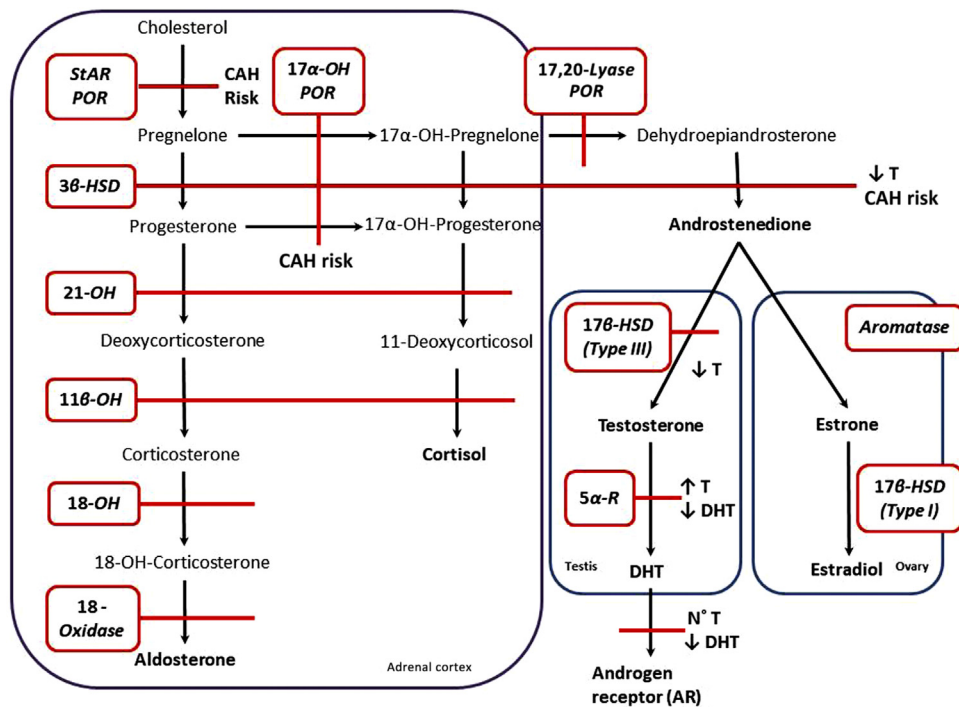 Cholesterol
StAR
POR
CAH
Risk
17α-OH
POR
17,20-Lyase
POR
Pregnelone
17α-OH-Pregnelone
Dehydroepiandrosterone
3β-HSD
↓ T
CAH risk
Progesterone
17α-OH-Progesterone
Androstenedione
CAH risk
21-OH
17β-HSD
(Type III)
Aromatase
Deoxycorticosterone
11-Deoxycorticosol
↓ T
11β-OH
Testosterone
Estrone
Corticosterone
Cortisol
18-OH
5α-R
↑ T
↓ DHT
17β-HSD
(Type I)
18-OH-Corticosterone
Testis
DHT
Estradiol
Ovary
18 -
Oxidase
N° T
↓ DHT
Aldosterone
Adrenal cortex
Androgen
receptor (AR)